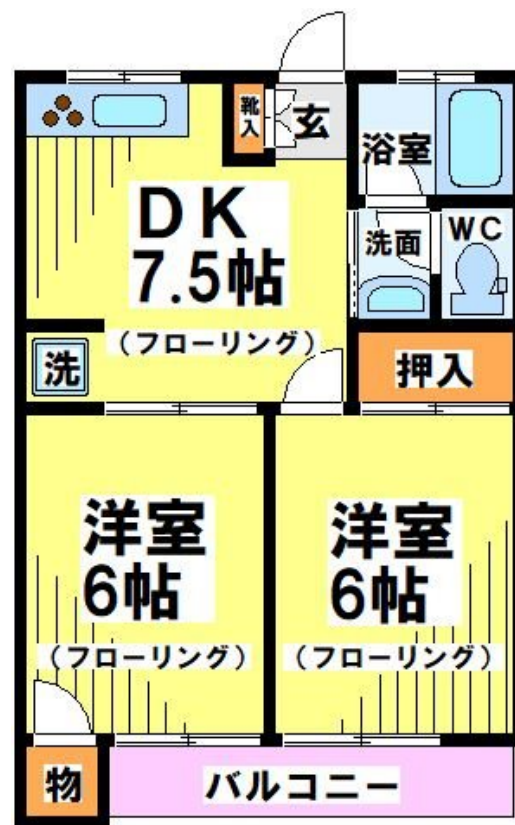 靴入
玄
浴室
DK
7.5帖
(フローリング)
洗面
WC
洗
押入
洋室
6帖
(フローリング)
洋室
6帖
(フローリング)
物
バルコニー